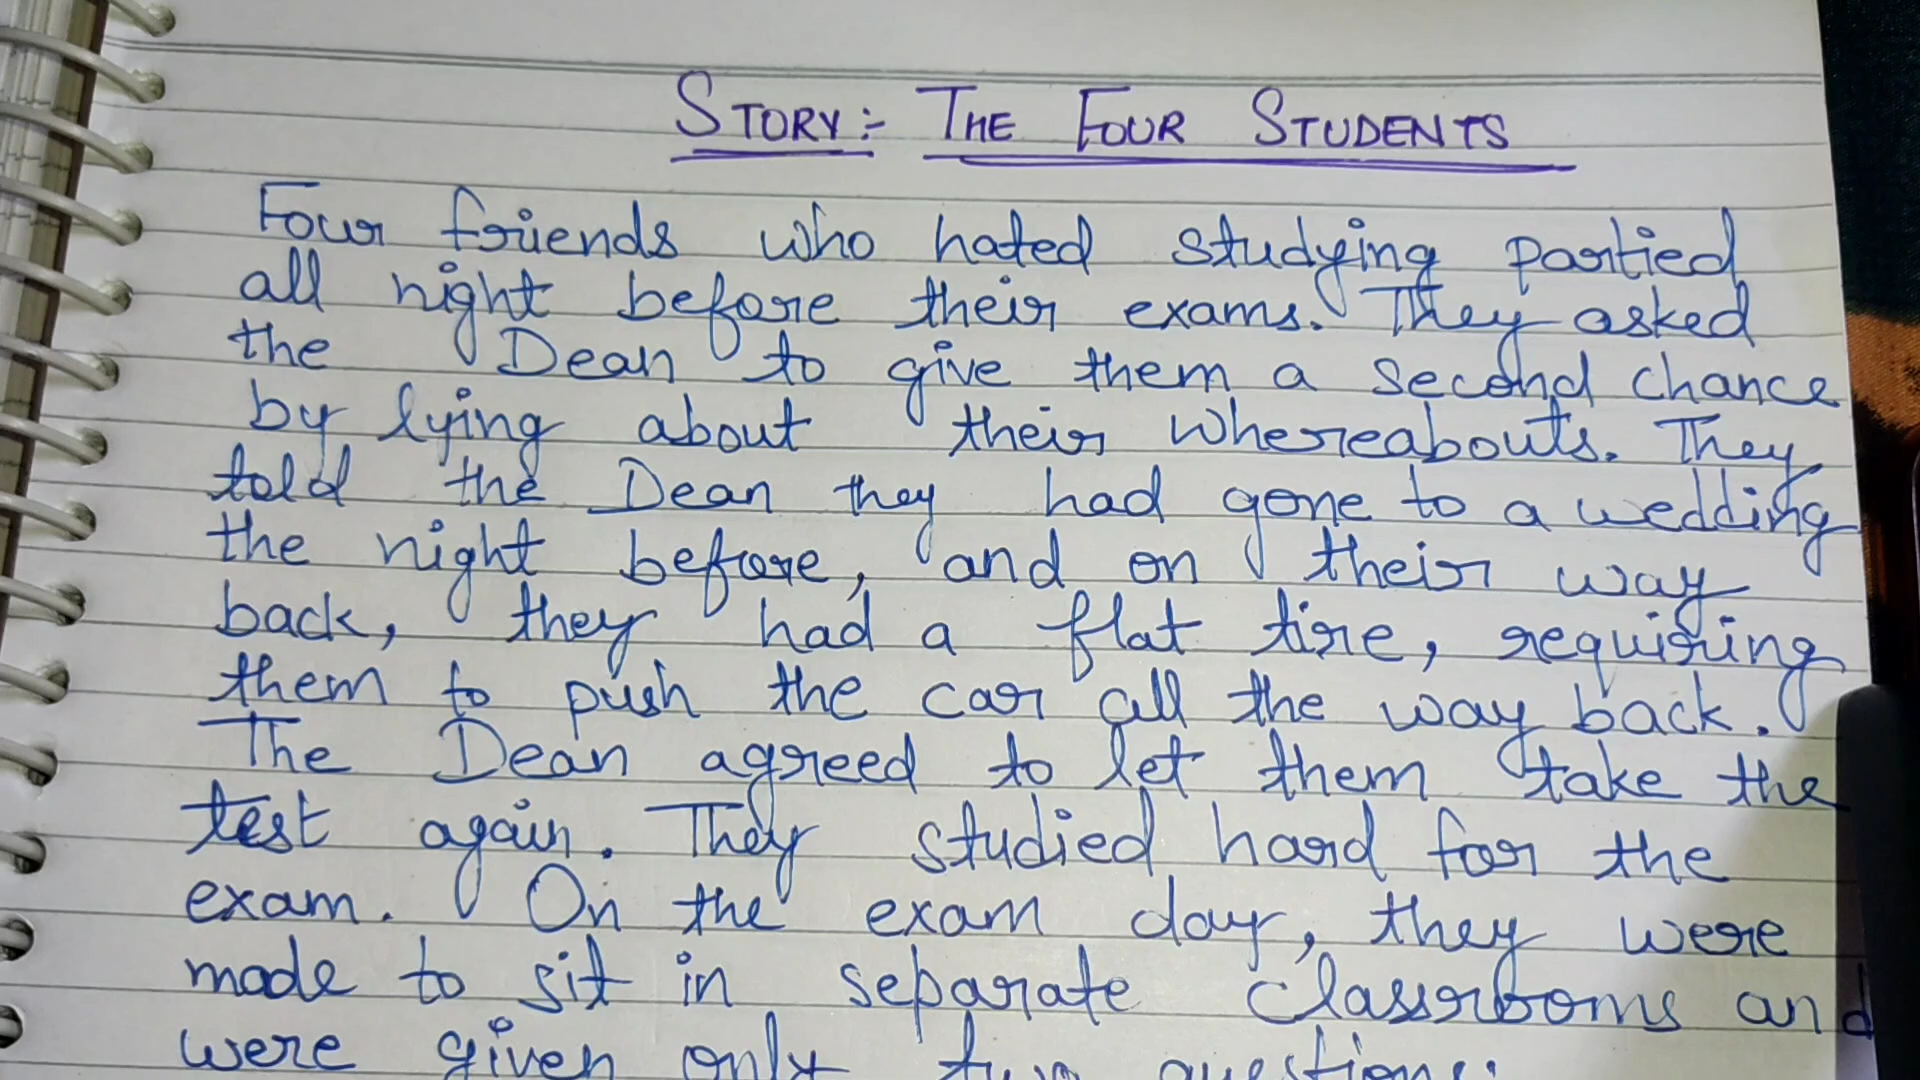 STORY:- THE FOUR STUDENTS
Four friends who hated studying partied
all night before their exams. They asked
the Dean to give them a second chance
by lying about their whereabouts. They
told the Dean they had gone to a wedding
the night before, and on their way
back, they had a flat tire, requiring
them to push the car all the way back.
The Dean agreed to let them take the
test again. They studied hard for the
exam. On the exam day, they were
made to sit in separate classrooms and
were given only two questions: